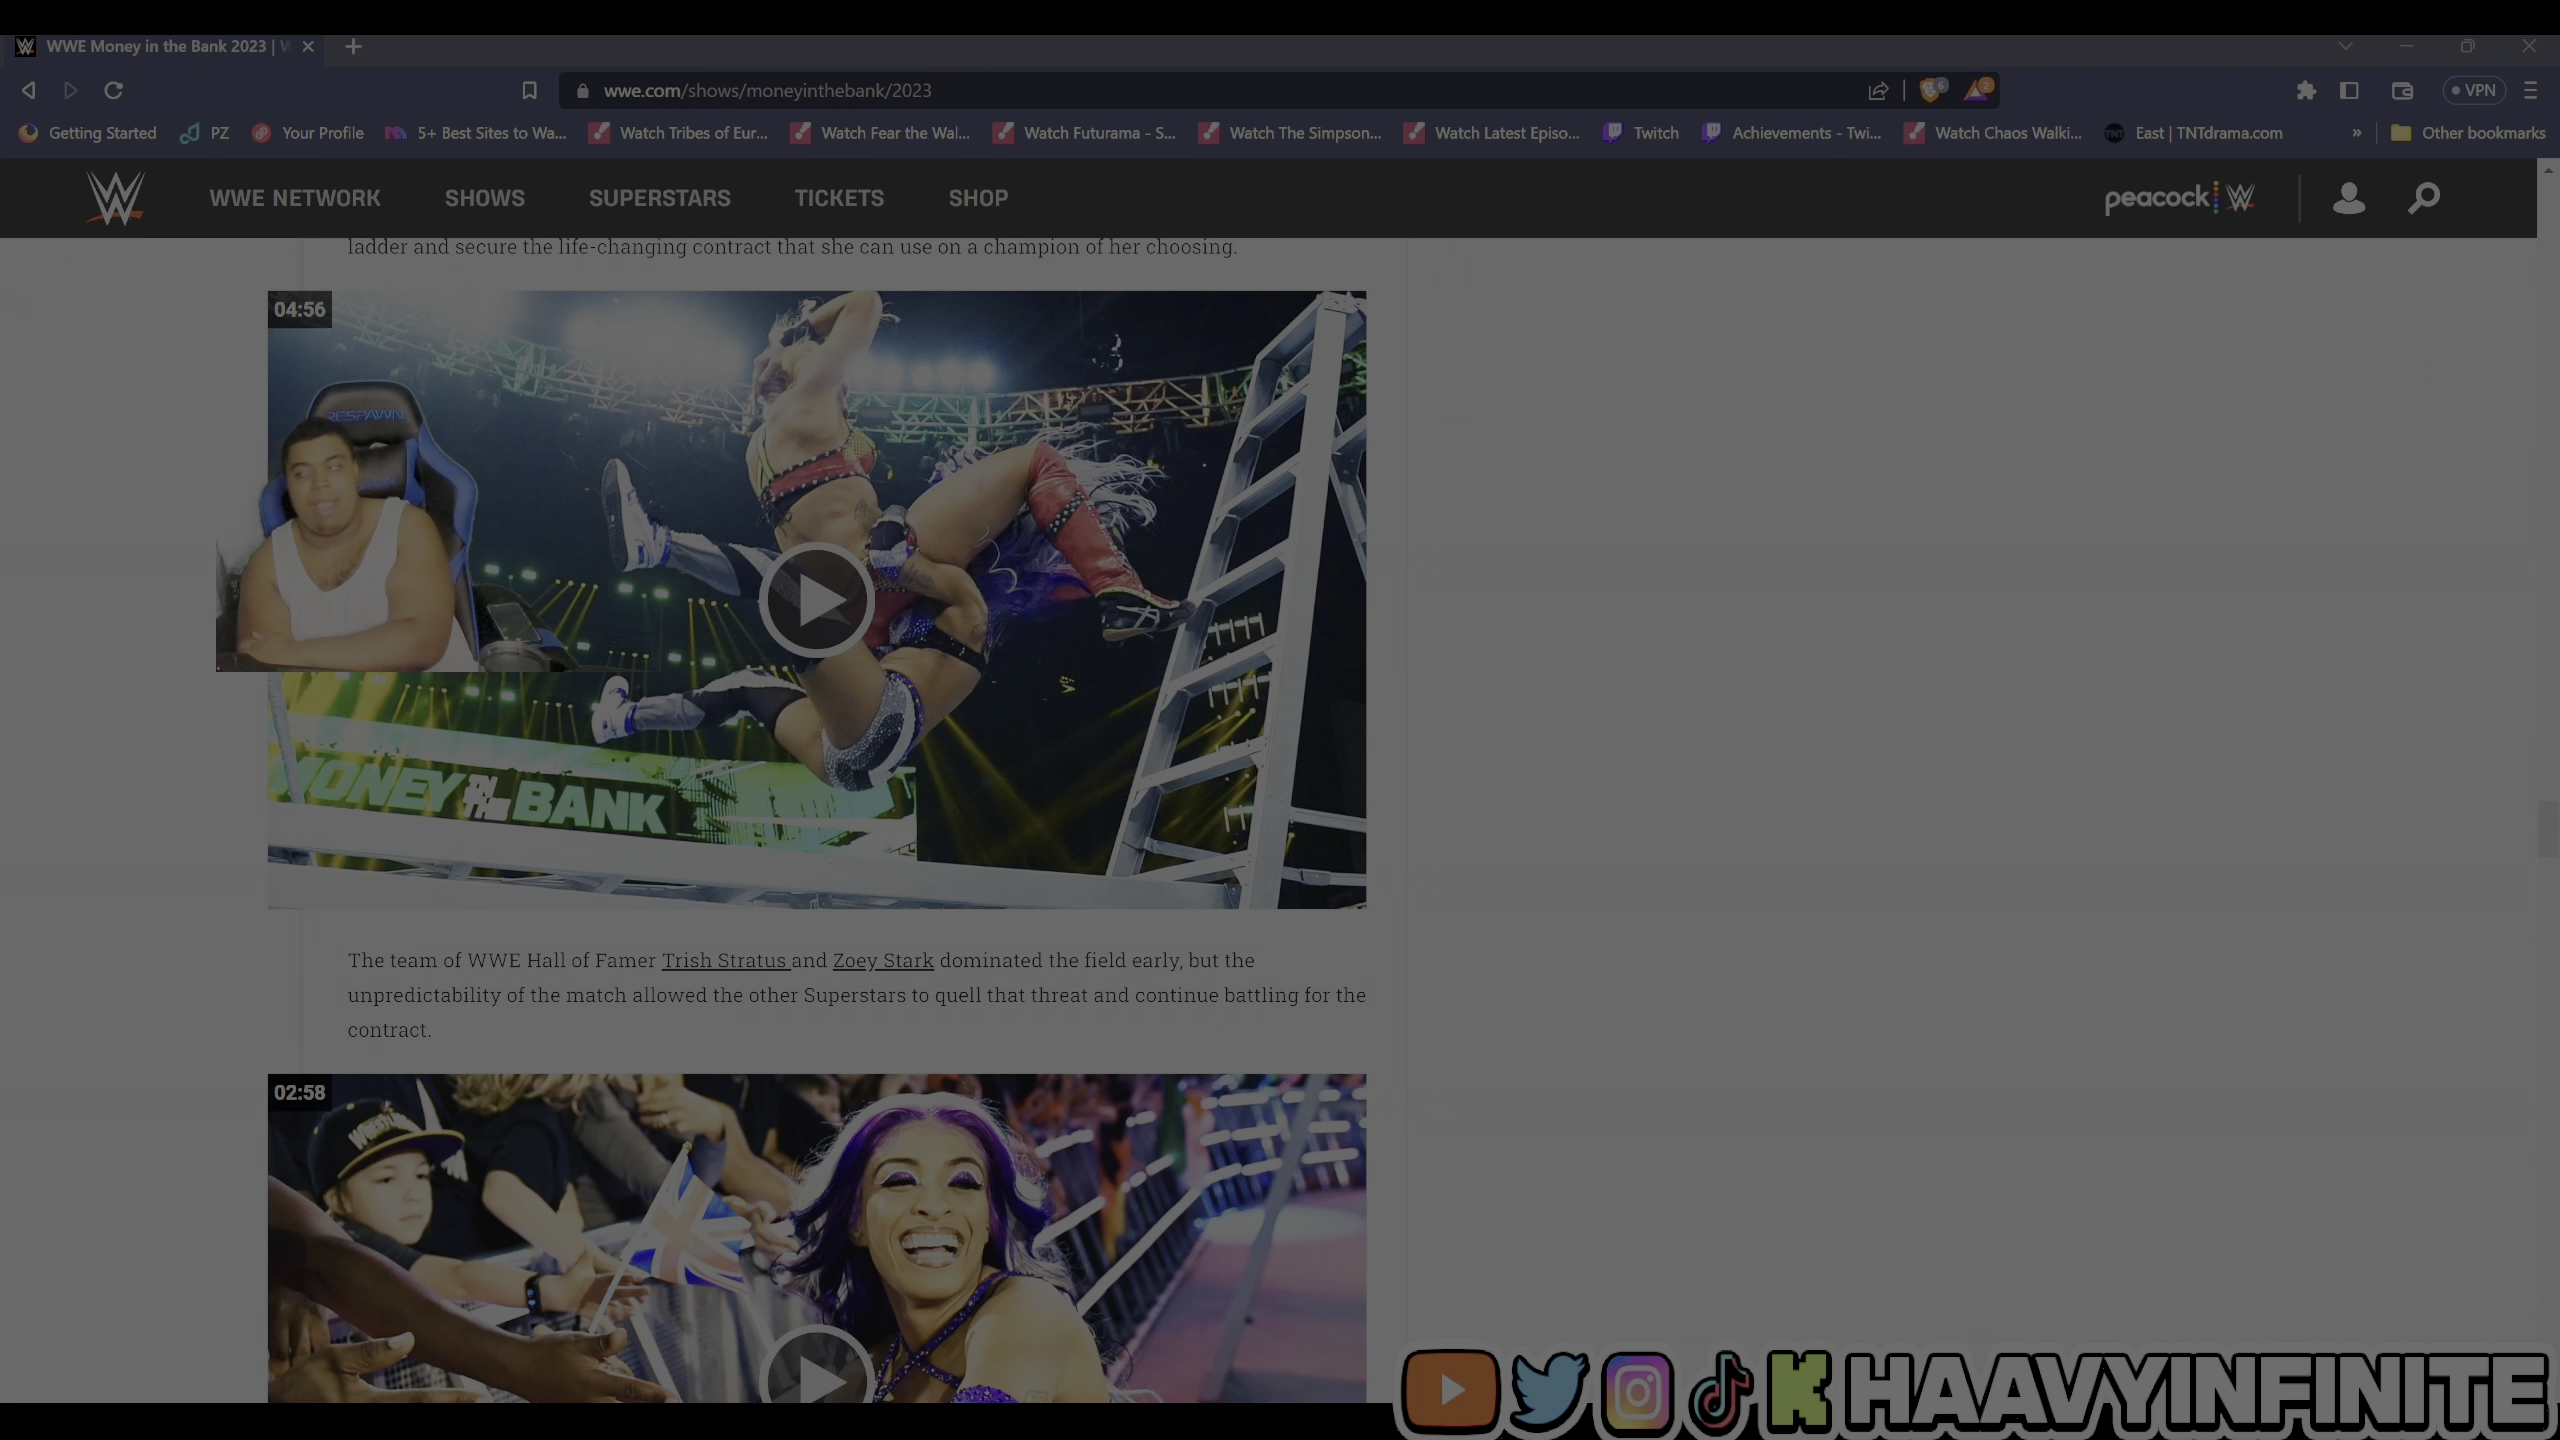 WWE Money in the Bank 2023 | W
wwe.com/shows/moneyinthebank/2023
6
2
VPN
Getting Started
PZ
Your Profile
5+ Best Sites to Wa...
Watch Tribes of Eur...
Watch Fear the Wal...
Watch Futurama - S...
Watch The Simpson...
Watch Latest Episo...
Twitch
Achievements - Twi...
Watch Chaos Walki...
TNT
East | TNTdrama.com
»
Other bookmarks
WWE NETWORK
SHOWS
SUPERSTARS
TICKETS
SHOP
peacock
ladder and secure the life-changing contract that she can use on a champion of her choosing.
04:56
RESPAWN
MONEY IN THE BANK
The team of WWE Hall of Famer Trish Stratus and Zoey Stark dominated the field early, but the
unpredictability of the match allowed the other Superstars to quell that threat and continue battling for the
contract.
02:58
K HAAVYINFINITE